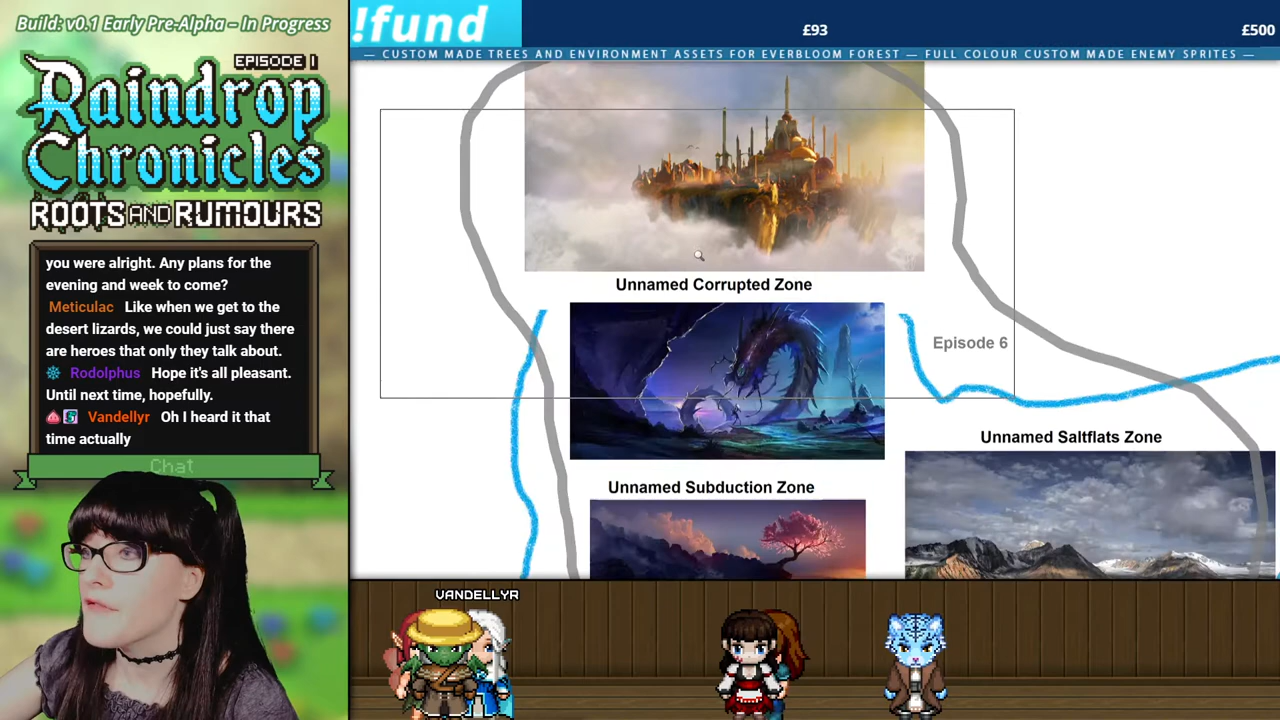 Build: v0.1 Early Pre-Alpha – In Progress
EPISODE I
Raindrop
Chronicles
ROOTS AND RUMOURS
you were alright. Any plans for the
evening and week to come?
Meticulac Like when we get to the
desert lizards, we could just say there
are heroes that only they talk about.
Rodolphus Hope it's all pleasant.
Until next time, hopefully.
Vandellyr Oh I heard it that
time actually
Chat
!fund
£93
£500
— CUSTOM MADE TREES AND ENVIRONMENT ASSETS FOR EVERBLOOM FOREST — FULL COLOUR CUSTOM MADE ENEMY SPRITES —
Unnamed Corrupted Zone
Episode 6
Unnamed Saltflats Zone
Unnamed Subduction Zone
VANDELLYR